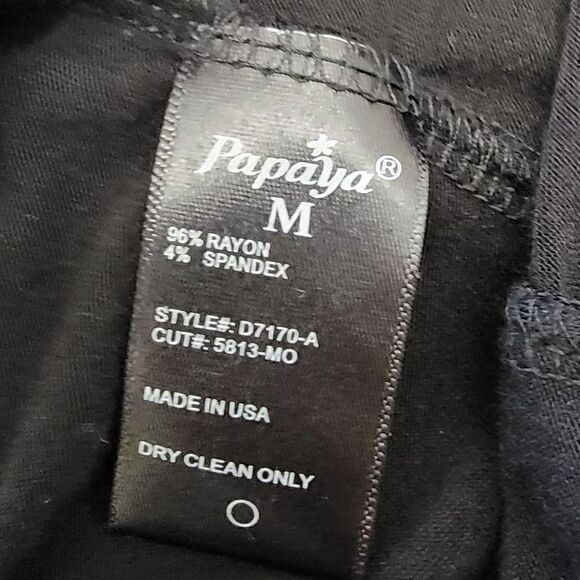 Papaya®
M
96% RAYON
4% SPANDEX
STYLE#: D7170-A
CUT#: 5813-MO
MADE IN USA
DRY CLEAN ONLY